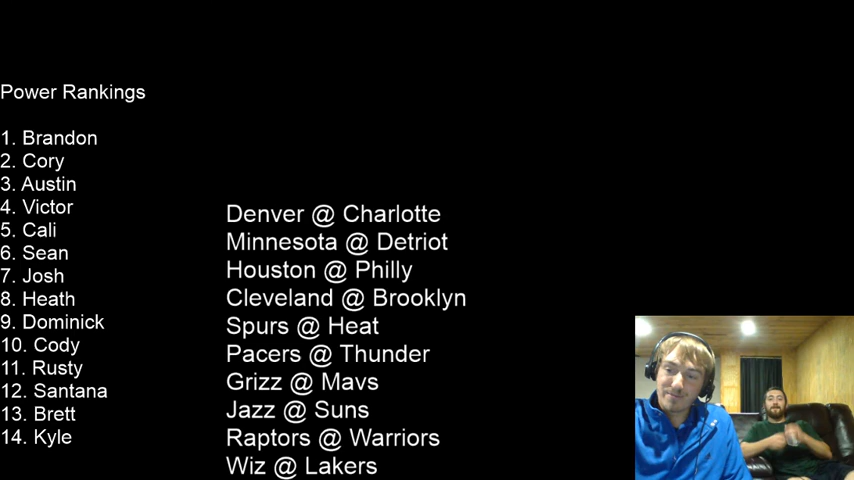 Power Rankings
1. Brandon
2. Cory
3. Austin
4. Victor
5. Cali
6. Sean
7. Josh
8. Heath
9. Dominick
10. Cody
11. Rusty
12. Santana
13. Brett
14. Kyle
Denver @ Charlotte
Minnesota @ Detriot
Houston @ Philly
Cleveland @ Brooklyn
Spurs @ Heat
Pacers @ Thunder
Grizz @ Mavs
Jazz @ Suns
Raptors @ Warriors
Wiz @ Lakers